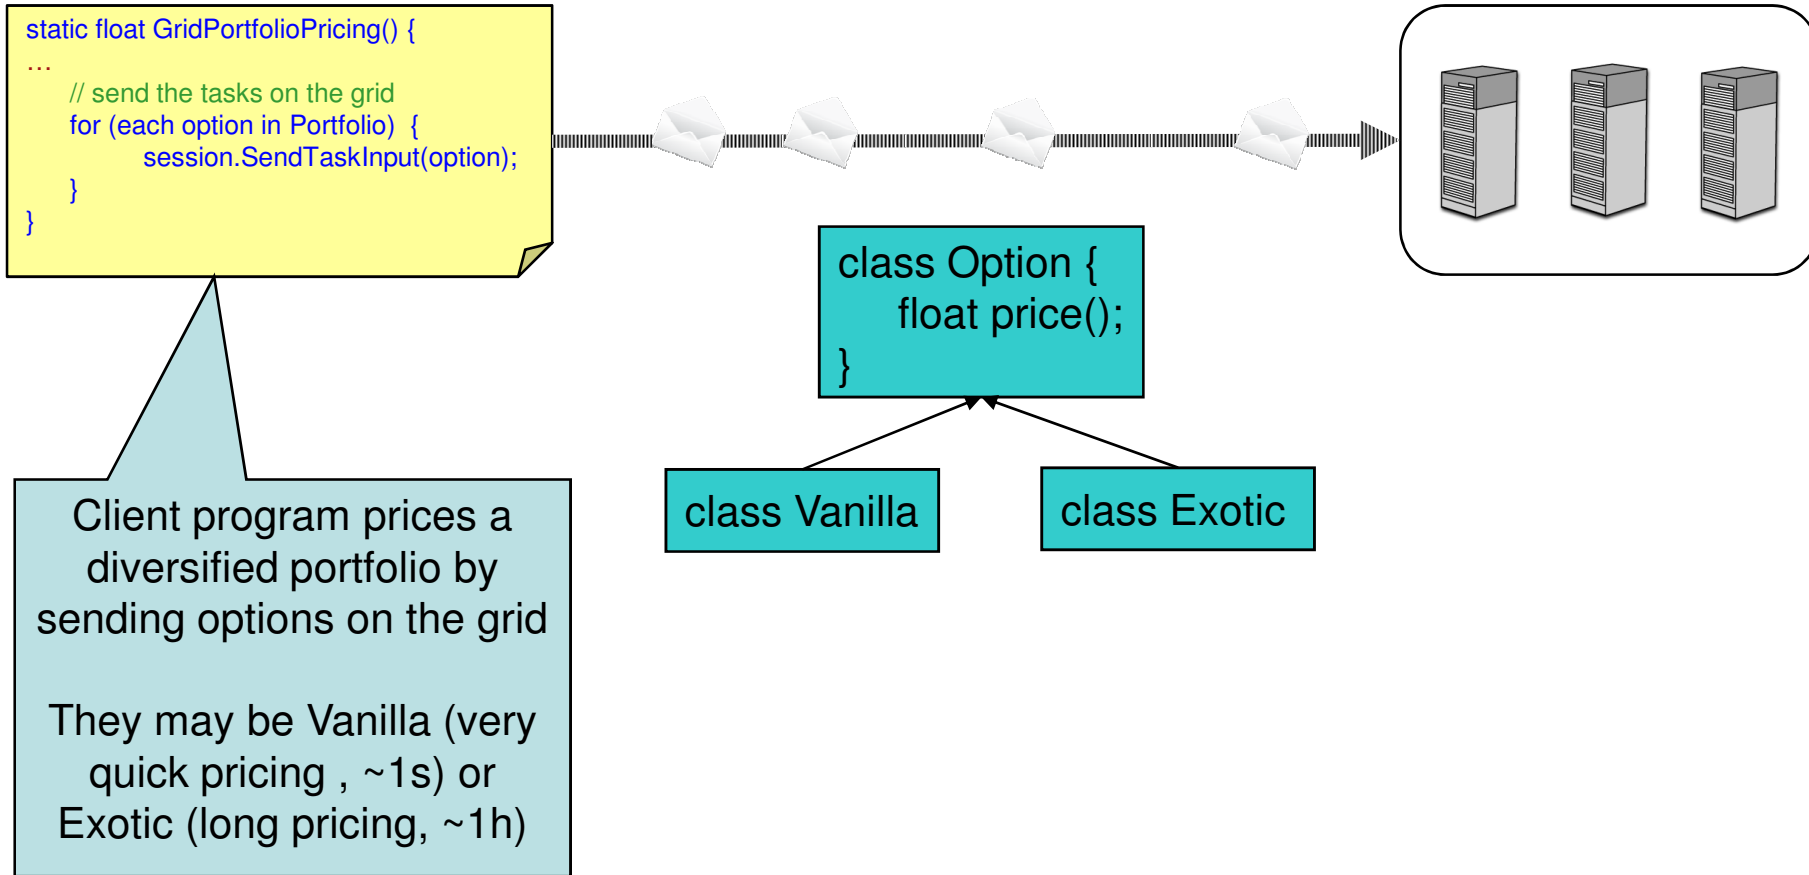 static float GridPortfolioPricing() {
…
// send the tasks on the grid
for (each option in Portfolio)  {
session.SendTaskInput(option);
}
}
class Option {
float price();
}
class Vanilla
class Exotic
Client program prices a
diversified portfolio by
sending options on the grid
They may be Vanilla (very
quick pricing , ~1s) or
Exotic (long pricing, ~1h)